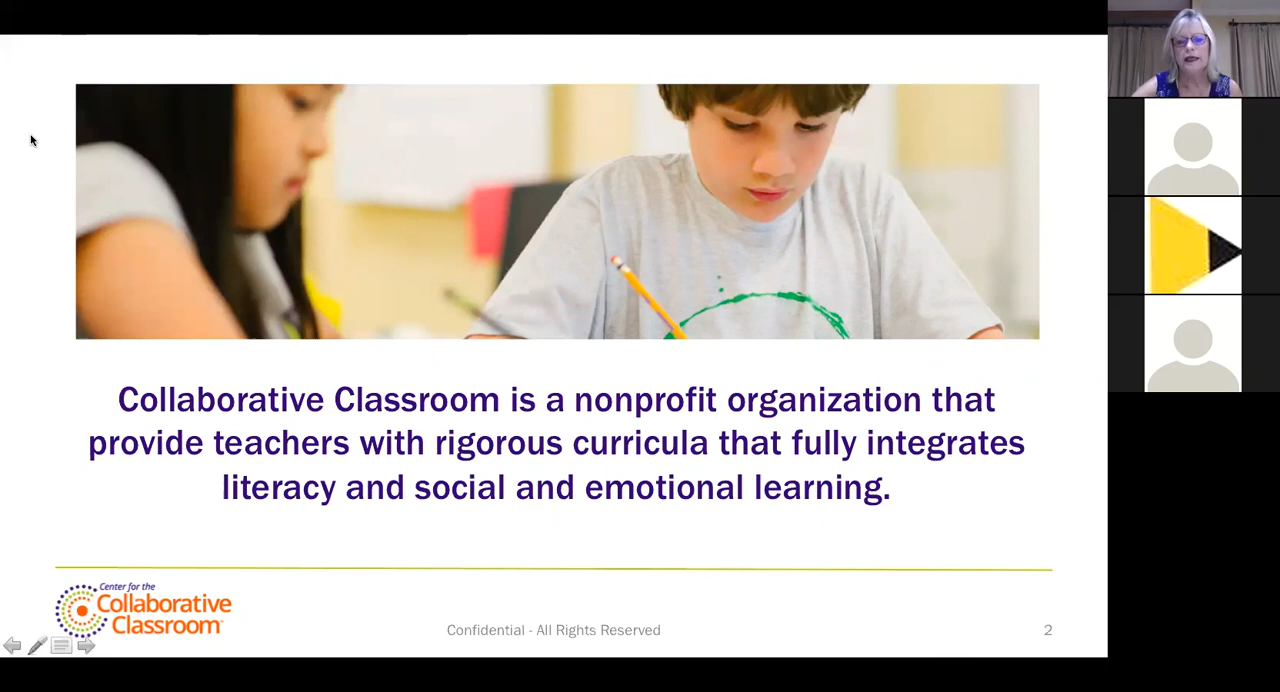 Collaborative Classroom is a nonprofit organization that
provide teachers with rigorous curricula that fully integrates
literacy and social and emotional learning.
Center for the
Collaborative
Classroom™
Confidential - All Rights Reserved
2